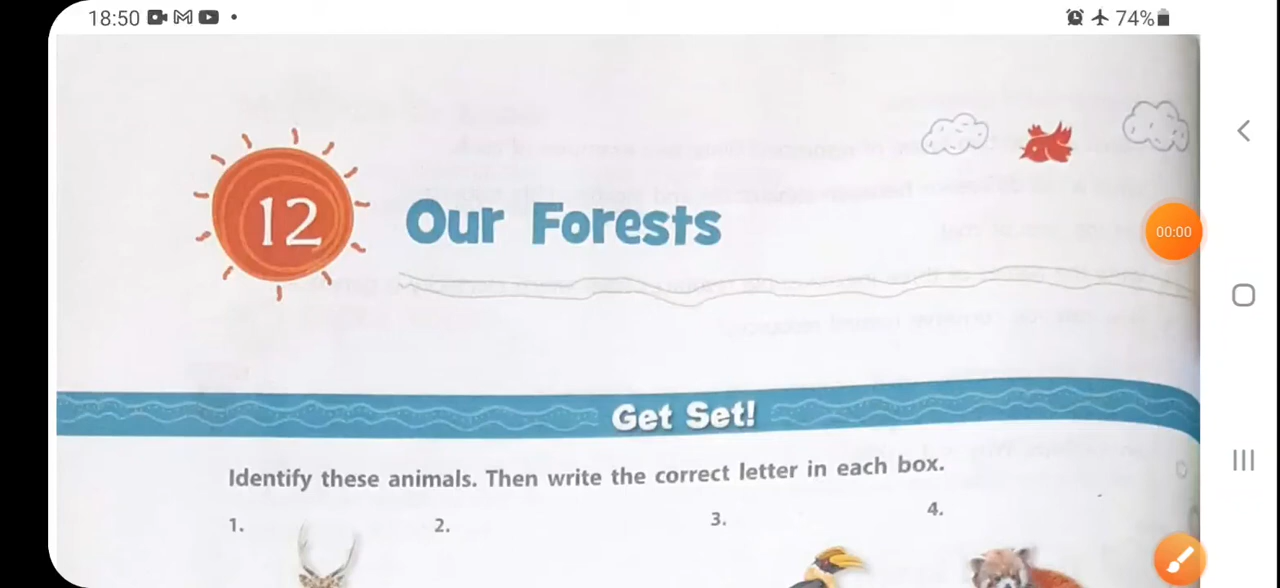 18:50
74%
12 Our Forests
00:00
Get Set!
Identify these animals. Then write the correct letter in each box.
1. 2. 3. 4.